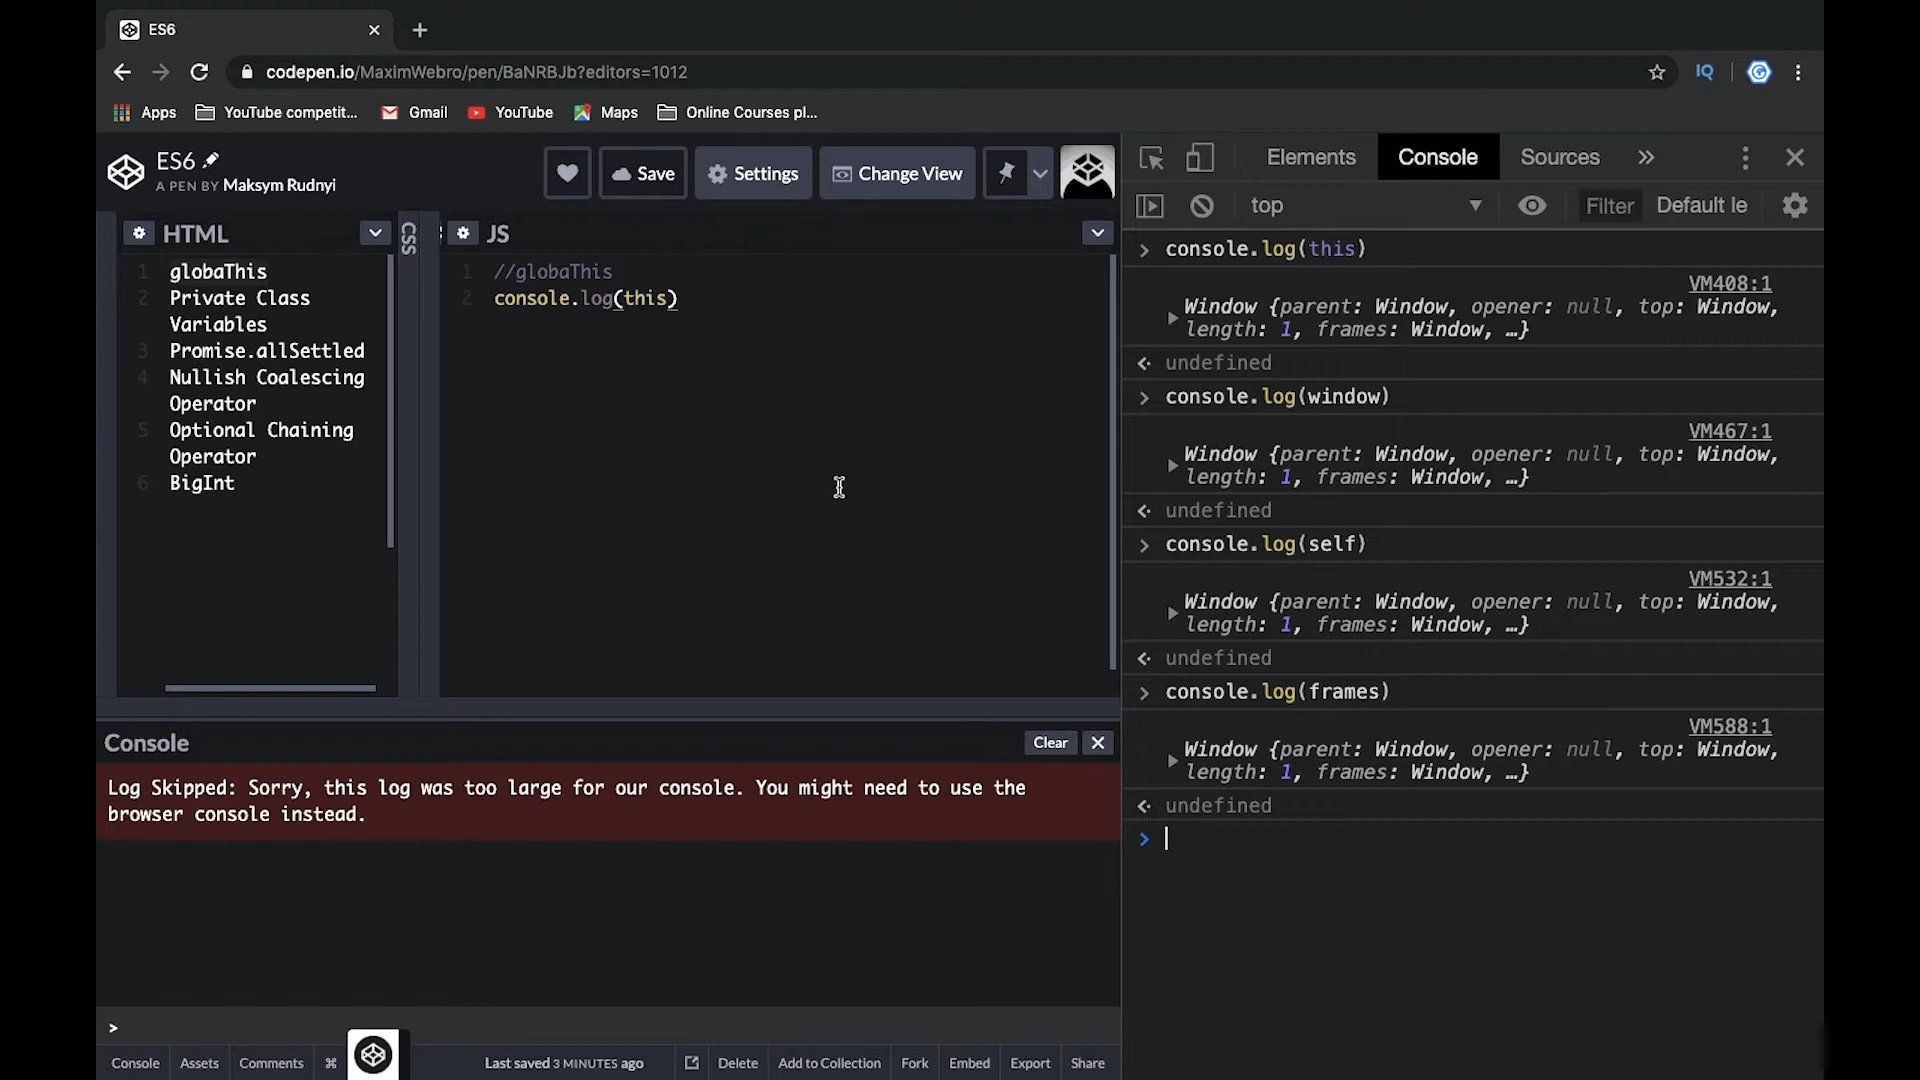 ES6
codepen.io/MaximWebro/pen/BaNRBJb?editors=1012
IQ
Apps
YouTube competit...
Gmail
YouTube
Maps
Online Courses pl...
ES6
A PEN BY Maksym Rudnyi
Save
Settings
Change View
HTML
1 globaThis
2 Private Class
Variables
3 Promise.allSettled
4 Nullish Coalescing
Operator
5 Optional Chaining
Operator
6 BigInt
CSS
JS
1 //globaThis
2 console.log(this)
Console
Clear
Log Skipped: Sorry, this log was too large for our console. You might need to use the
browser console instead.
>
Console
Assets
Comments
⌘
Last saved 3 MINUTES ago
Delete
Add to Collection
Fork
Embed
Export
Share
Elements
Console
Sources
»
top
Filter
Default le
> console.log(this)
VM408:1
Window {parent: Window, opener: null, top: Window,
length: 1, frames: Window, …}
undefined
> console.log(window)
VM467:1
Window {parent: Window, opener: null, top: Window,
length: 1, frames: Window, …}
undefined
> console.log(self)
VM532:1
Window {parent: Window, opener: null, top: Window,
length: 1, frames: Window, …}
undefined
> console.log(frames)
VM588:1
Window {parent: Window, opener: null, top: Window,
length: 1, frames: Window, …}
undefined
>